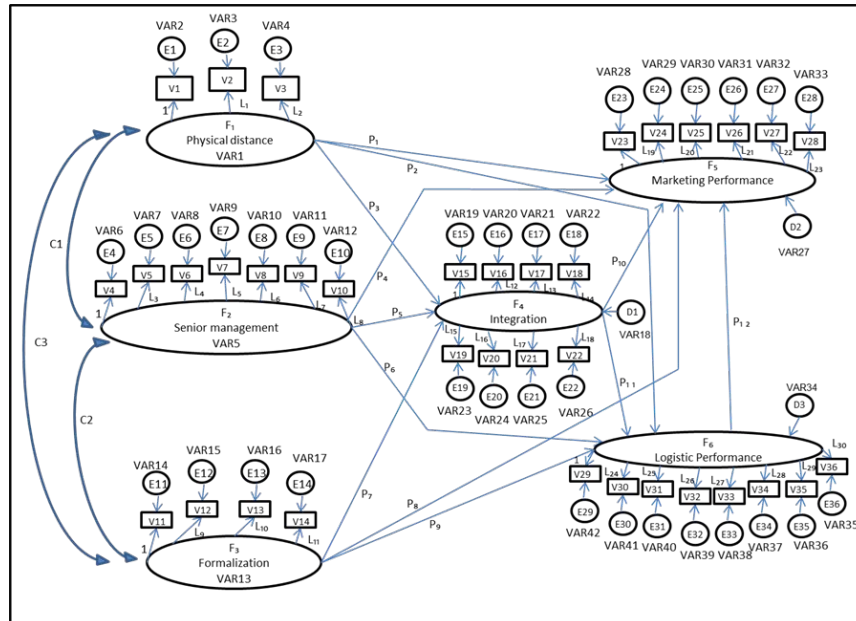 VAR2 VAR3 VAR4
E1 E2 E3
V1 V2 V3
1 L1 L2
F1
Physical distance
VAR1
P1
P2
P3
VAR28 VAR29 VAR30 VAR31 VAR32 VAR33
E23 E24 E25 E26 E27 E28
V23 V24 V25 V26 V27 V28
1 L19 L20 L21 L22 L23
F5
Marketing Performance
D2
VAR27
C1
C3
C2
VAR6 VAR7 VAR8 VAR9 VAR10 VAR11 VAR12
E4 E5 E6 E7 E8 E9 E10
V4 V5 V6 V7 V8 V9 V10
1 L3 L4 L5 L6 L7 L8
F2
Senior management
VAR5
P4
P5
P6
VAR19 VAR20 VAR21 VAR22
E15 E16 E17 E18
V15 V16 V17 V18
1 L12 L13 L14
F4
Integration
D1
VAR18
L15 L16 L17 L18
V19 V20 V21 V22
E19 E20 E21 E22
VAR23 VAR24 VAR25 VAR26
P10
P11
P12
VAR14 VAR15 VAR16 VAR17
E11 E12 E13 E14
V11 V12 V13 V14
1 L9 L10 L11
F3
Formalization
VAR13
P7
P8
P9
VAR34
D3
F6
Logistic Performance
1 L24 L25 L26 L27 L28 L29 L30
V29 V30 V31 V32 V33 V34 V35 V36
E29 E30 E31 E32 E33 E34 E35 E36
VAR42 VAR41 VAR40 VAR39 VAR38 VAR37 VAR36 VAR35